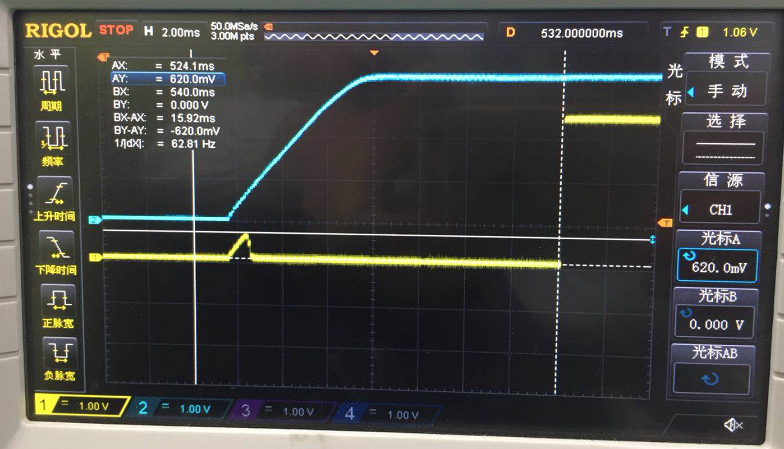 RIGOL STOP H 2.00ms 50.0MSa/s 3.00M pts D 532.000000ms T 1 1.06 V
水平
周期
频率
上升时间
下降时间
正脉宽
负脉宽
AX: = 524.1ms
AY: = 620.0mV
BX: = 540.0ms
BY: = 0.000 V
BX-AX: = 15.92ms
BY-AY: = -620.0mV
1/|dX|: = 62.81 Hz
2
1
T
光标
模式
手动
选择
信源
CH1
光标A
620.0mV
光标B
0.000 V
光标AB
1 1.00 V 2 1.00 V 3 1.00 V 4 1.00 V